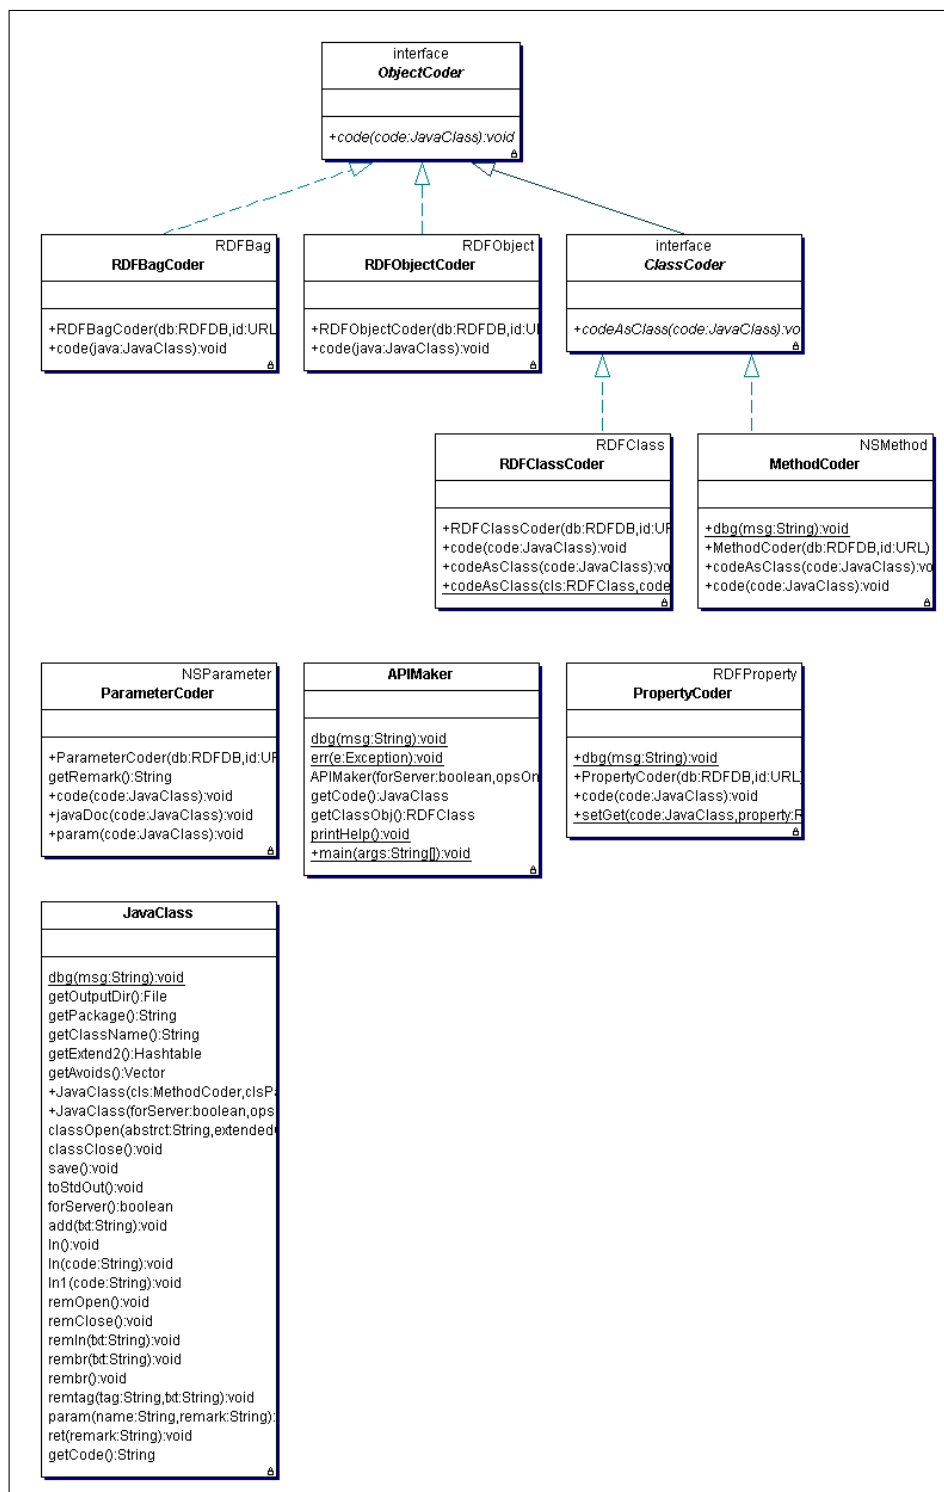 interface
ObjectCoder
+code(code:JavaClass):void
RDFBag
RDFBagCoder
+RDFBagCoder(db:RDFDB,id:URL
+code(java:JavaClass):void
RDFObject
RDFObjectCoder
+RDFObjectCoder(db:RDFDB,id:U
+code(java:JavaClass):void
interface
ClassCoder
+codeAsClass(code:JavaClass):vo
RDFClass
RDFClassCoder
+RDFClassCoder(db:RDFDB,id:UR
+code(code:JavaClass):void
+codeAsClass(code:JavaClass):vo
+codeAsClass(cls:RDFClass,code
NSMethod
MethodCoder
+dbg(msg:String):void
+MethodCoder(db:RDFDB,id:URL)
+codeAsClass(code:JavaClass):vo
+code(code:JavaClass):void
NSParameter
ParameterCoder
+ParameterCoder(db:RDFDB,id:UR
getRemark():String
+code(code:JavaClass):void
+javaDoc(code:JavaClass):void
+param(code:JavaClass):void
APIMaker
dbg(msg:String):void
err(e:Exception):void
APIMaker(forServer:boolean,opsOn
getCode():JavaClass
getClassObj():RDFClass
printHelp():void
+main(args:String[]):void
RDFProperty
PropertyCoder
+dbg(msg:String):void
+PropertyCoder(db:RDFDB,id:URL)
+code(code:JavaClass):void
+setGet(code:JavaClass,property:R
JavaClass
dbg(msg:String):void
getOutputDir():File
getPackage():String
getClassName():String
getExtend2():Hashtable
getAvoids():Vector
+JavaClass(cls:MethodCoder,clsPa
+JavaClass(forServer:boolean,ops
classOpen(abstrct:String,extended
classClose():void
save():void
toStdOut():void
forServer():boolean
add(txt:String):void
ln():void
ln(code:String):void
ln1(code:String):void
remOpen():void
remClose():void
remln(txt:String):void
rembr(txt:String):void
rembr():void
remtag(tag:String,txt:String):void
param(name:String,remark:String):
ret(remark:String):void
getCode():String